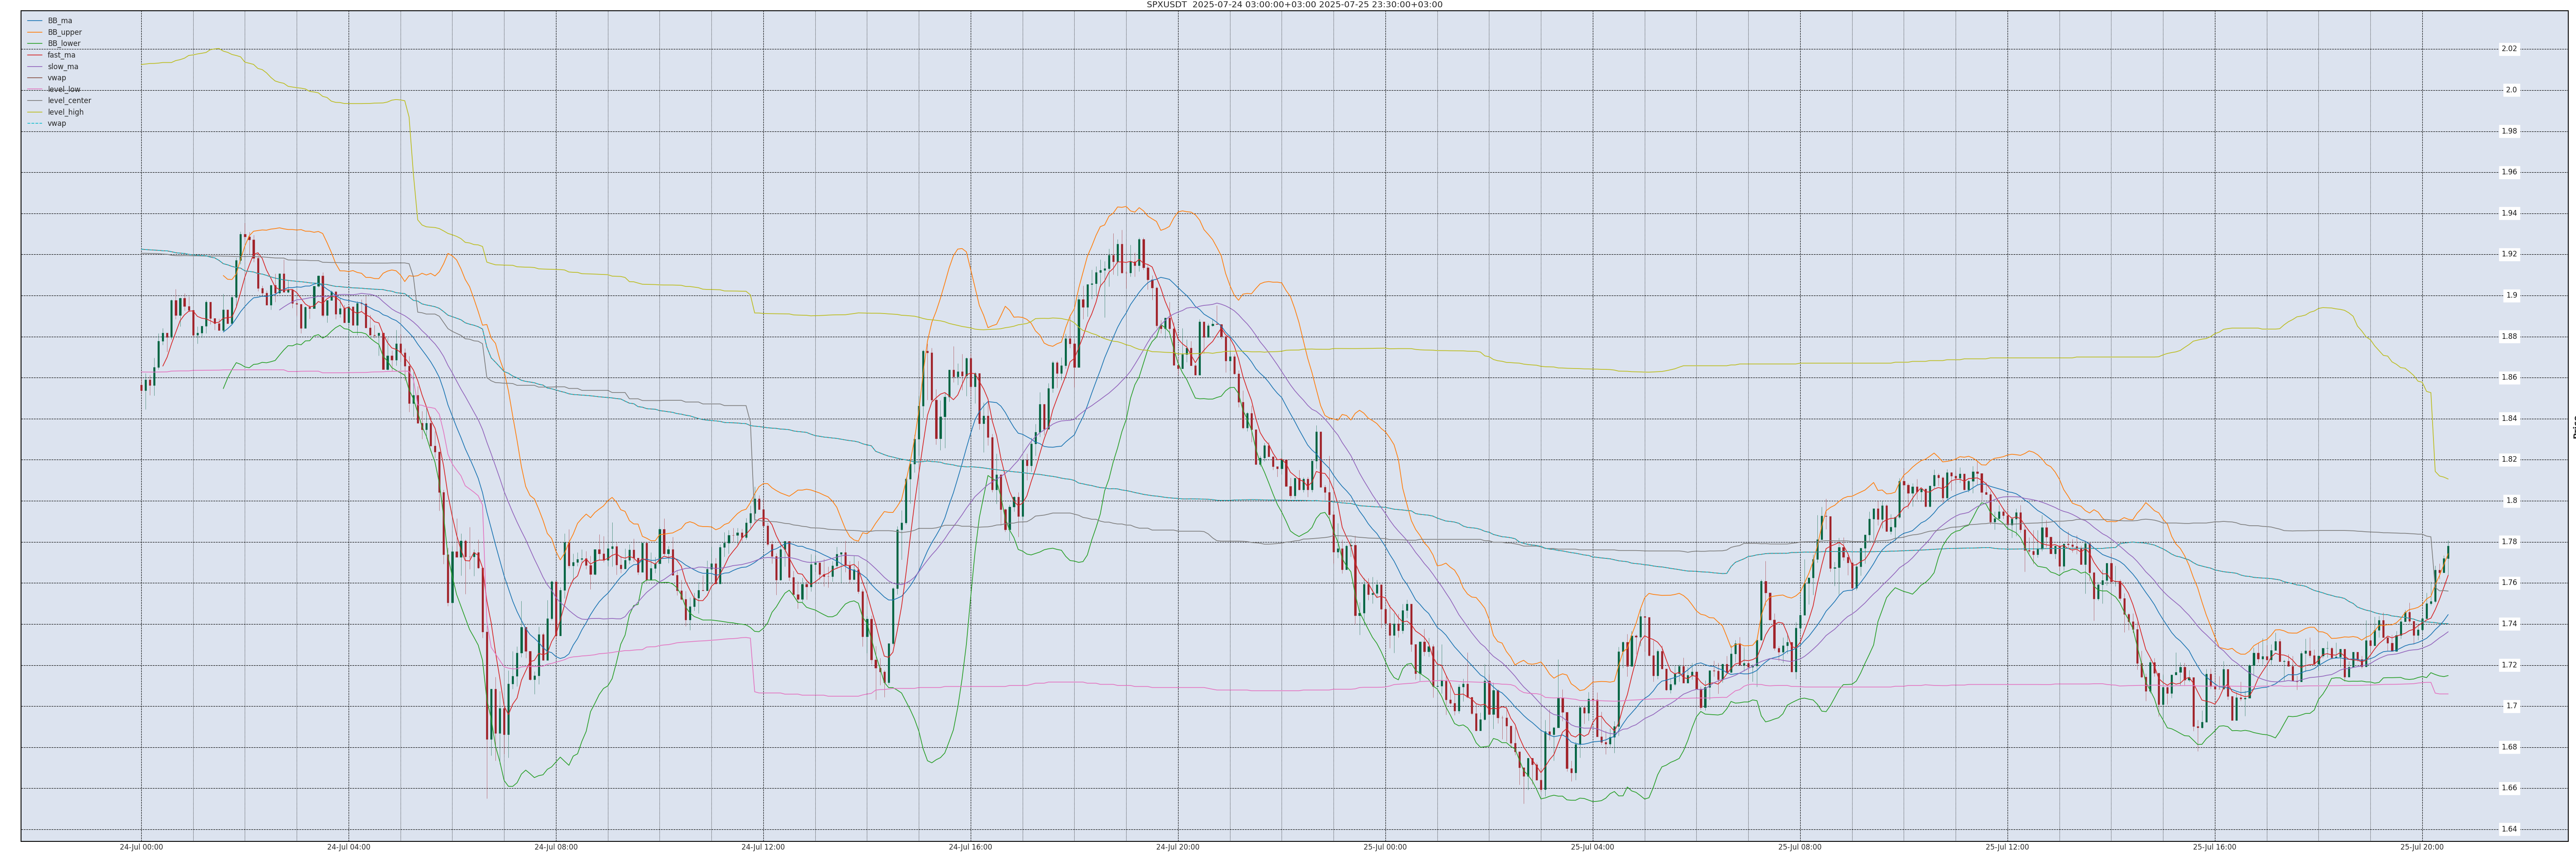 SPXUSDT 2025-07-24 03:00:00+03:00 2025-07-25 23:30:00+03:00
BB_ma
BB_upper
BB_lower
fast_ma
slow_ma
vwap
level_low
level_center
level_high
vwap
2.02
2.0
1.98
1.96
1.94
1.92
1.9
1.88
1.86
1.84
1.82
1.8
1.78
1.76
1.74
1.72
1.7
1.68
1.66
1.64
24-Jul 00:00
24-Jul 04:00
24-Jul 08:00
24-Jul 12:00
24-Jul 16:00
24-Jul 20:00
25-Jul 00:00
25-Jul 04:00
25-Jul 08:00
25-Jul 12:00
25-Jul 16:00
25-Jul 20:00